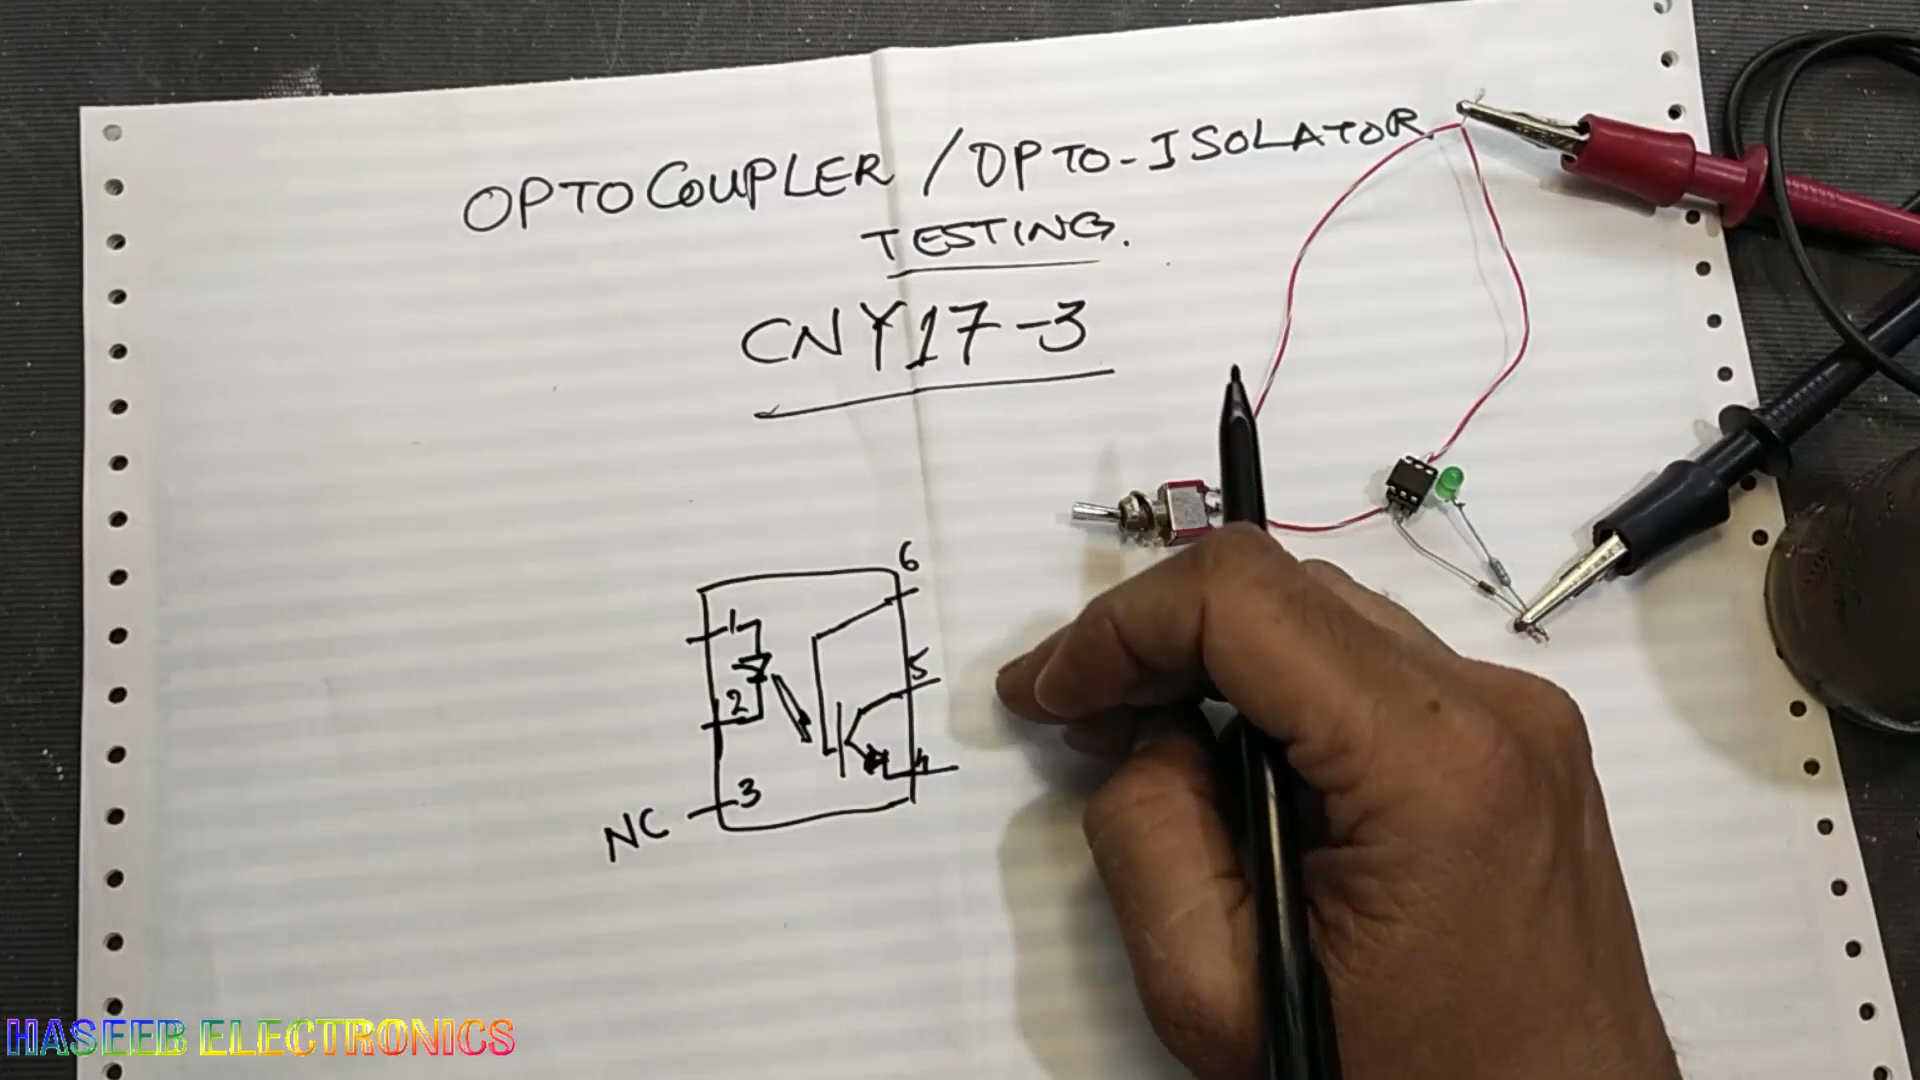 OPTOCOUPLER / OPTO-ISOLATOR.
TESTING.
CNY17-3
6
1
5
2
4
3
NC
HASEEB ELECTRONICS